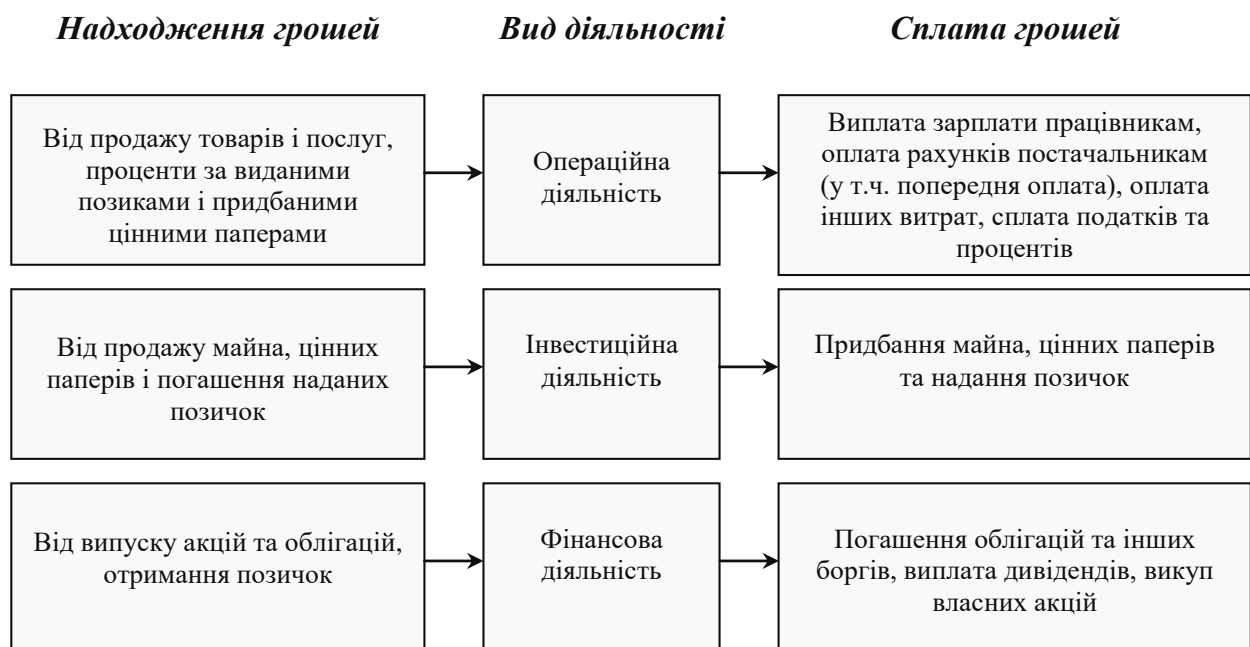 Надходження грошей
Вид діяльності
Сплата грошей
Від продажу товарів і послуг,
проценти за виданими
позиками і придбаними
цінними паперами
Операційна
діяльність
Виплата зарплати працівникам,
оплата рахунків постачальникам
(у т.ч. попередня оплата), оплата
інших витрат, сплата податків та
процентів
Від продажу майна, цінних
паперів і погашення наданих
позичок
Інвестиційна
діяльність
Придбання майна, цінних паперів
та надання позичок
Від випуску акцій та облігацій,
отримання позичок
Фінансова
діяльність
Погашення облігацій та інших
боргів, виплата дивідендів, викуп
власних акцій